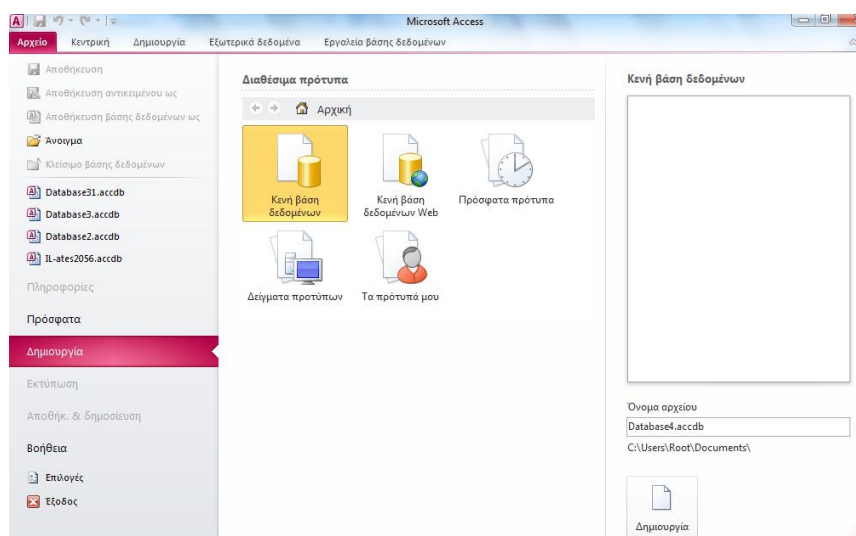 Microsoft Access
Αρχείο Κεντρική Δημιουργία Εξωτερικά δεδομένα Εργαλεία βάσης δεδομένων
Αποθήκευση
Αποθήκευση αντικειμένου ως
Αποθήκευση βάσης δεδομένων ως
Άνοιγμα
Κλείσιμο βάσης δεδομένων
Database31.accdb
Database3.accdb
Database2.accdb
IL-ates2056.accdb
Πληροφορίες
Πρόσφατα
Δημιουργία
Εκτύπωση
Αποθήκ. & δημοσίευση
Βοήθεια
Επιλογές
Έξοδος
Διαθέσιμα πρότυπα
Αρχική
Κενή βάση
δεδομένων
Κενή βάση
δεδομένων Web
Πρόσφατα πρότυπα
Δείγματα προτύπων
Τα πρότυπά μου
Κενή βάση δεδομένων
Όνομα αρχείου
Database4.accdb
C:\Users\Root\Documents\
Δημιουργία